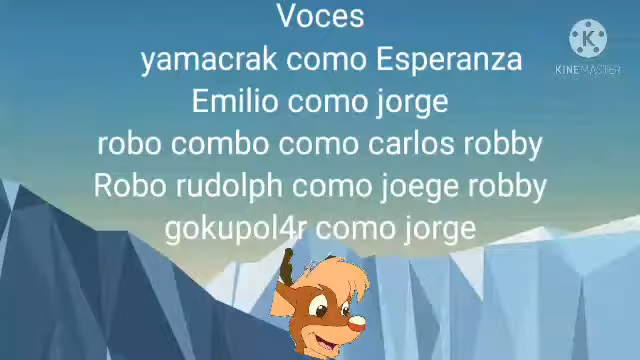 Voces
yamacrak como Esperanza
Emilio como jorge
robo combo como carlos robby
Robo rudolph como joege robby
gokupol4r como jorge
K
KINEMASTER